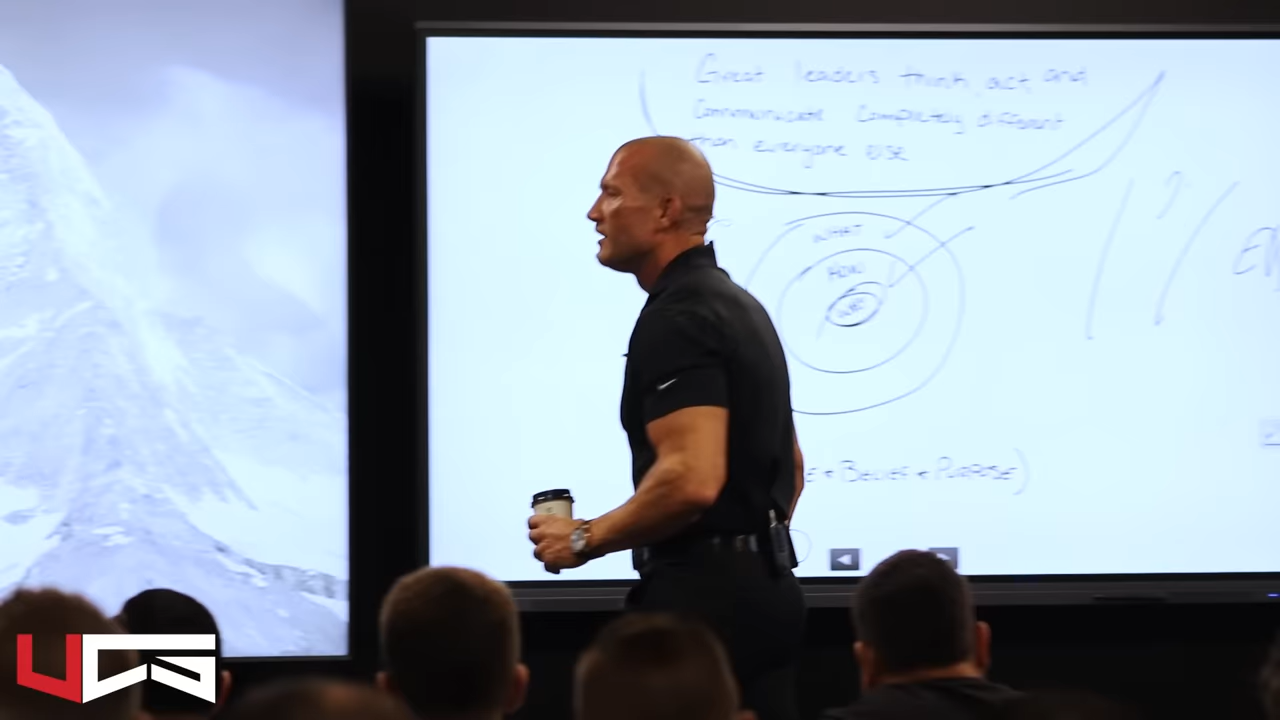 Great leaders think, act, and
Communicate Completely different
than everyone else
WHAT
HOW
WHY
+ BELIEF + PURPOSE)
UCS